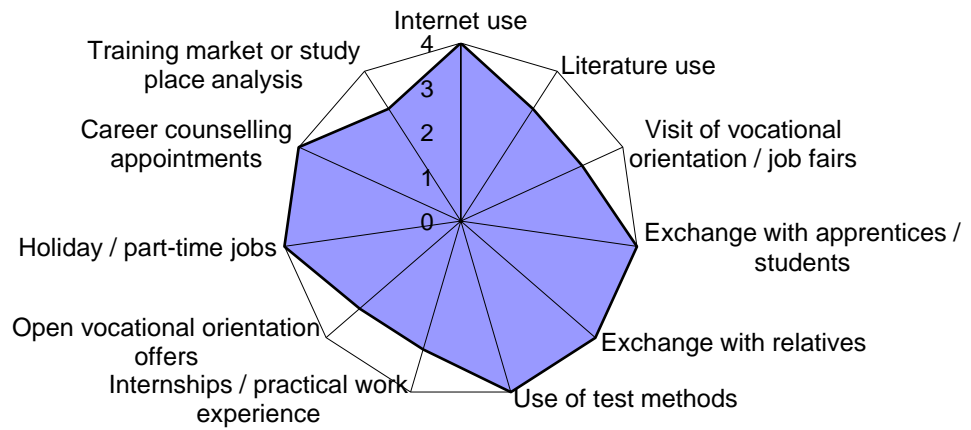 Internet use
4
3
2
1
0
Literature use
Visit of vocational
orientation / job fairs
Exchange with apprentices /
students
Exchange with relatives
Use of test methods
Internships / practical work
experience
Open vocational orientation
offers
Holiday / part-time jobs
Career counselling
appointments
Training market or study
place analysis